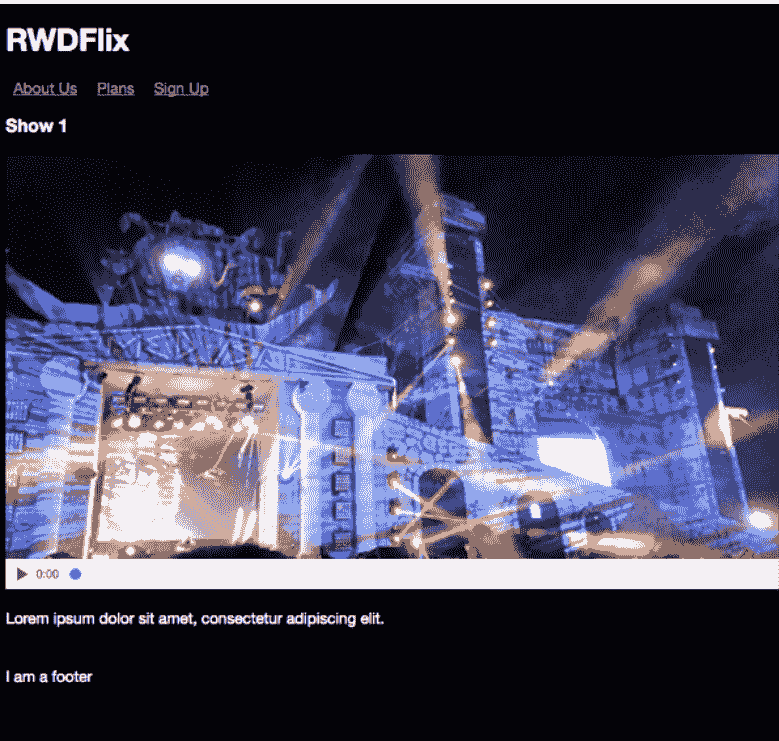 RWDFlix
About Us Plans Sign Up
Show 1
0:00
Lorem ipsum dolor sit amet, consectetur adipiscing elit.
I am a footer